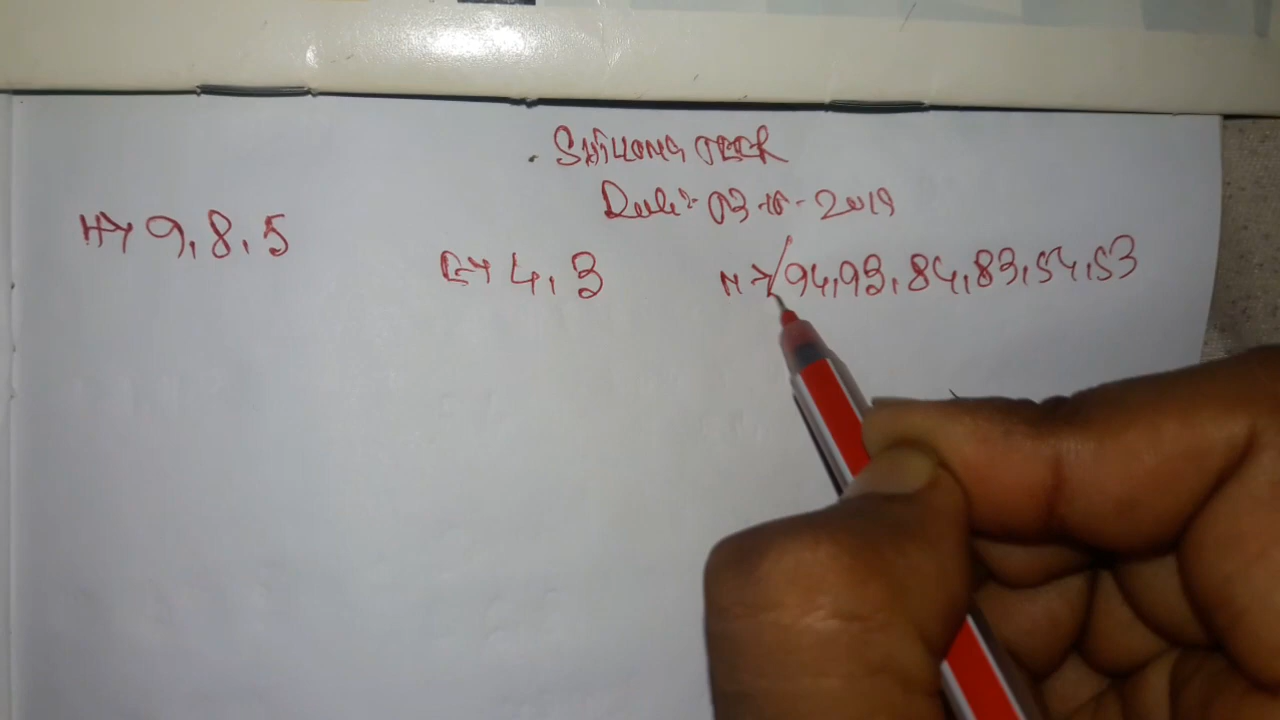 SHiLLONG TEER
Date:- 03-10-2019
H→ 9, 8, 5
E→ 4, 3
N→ 94, 93, 84, 83, 54, 53